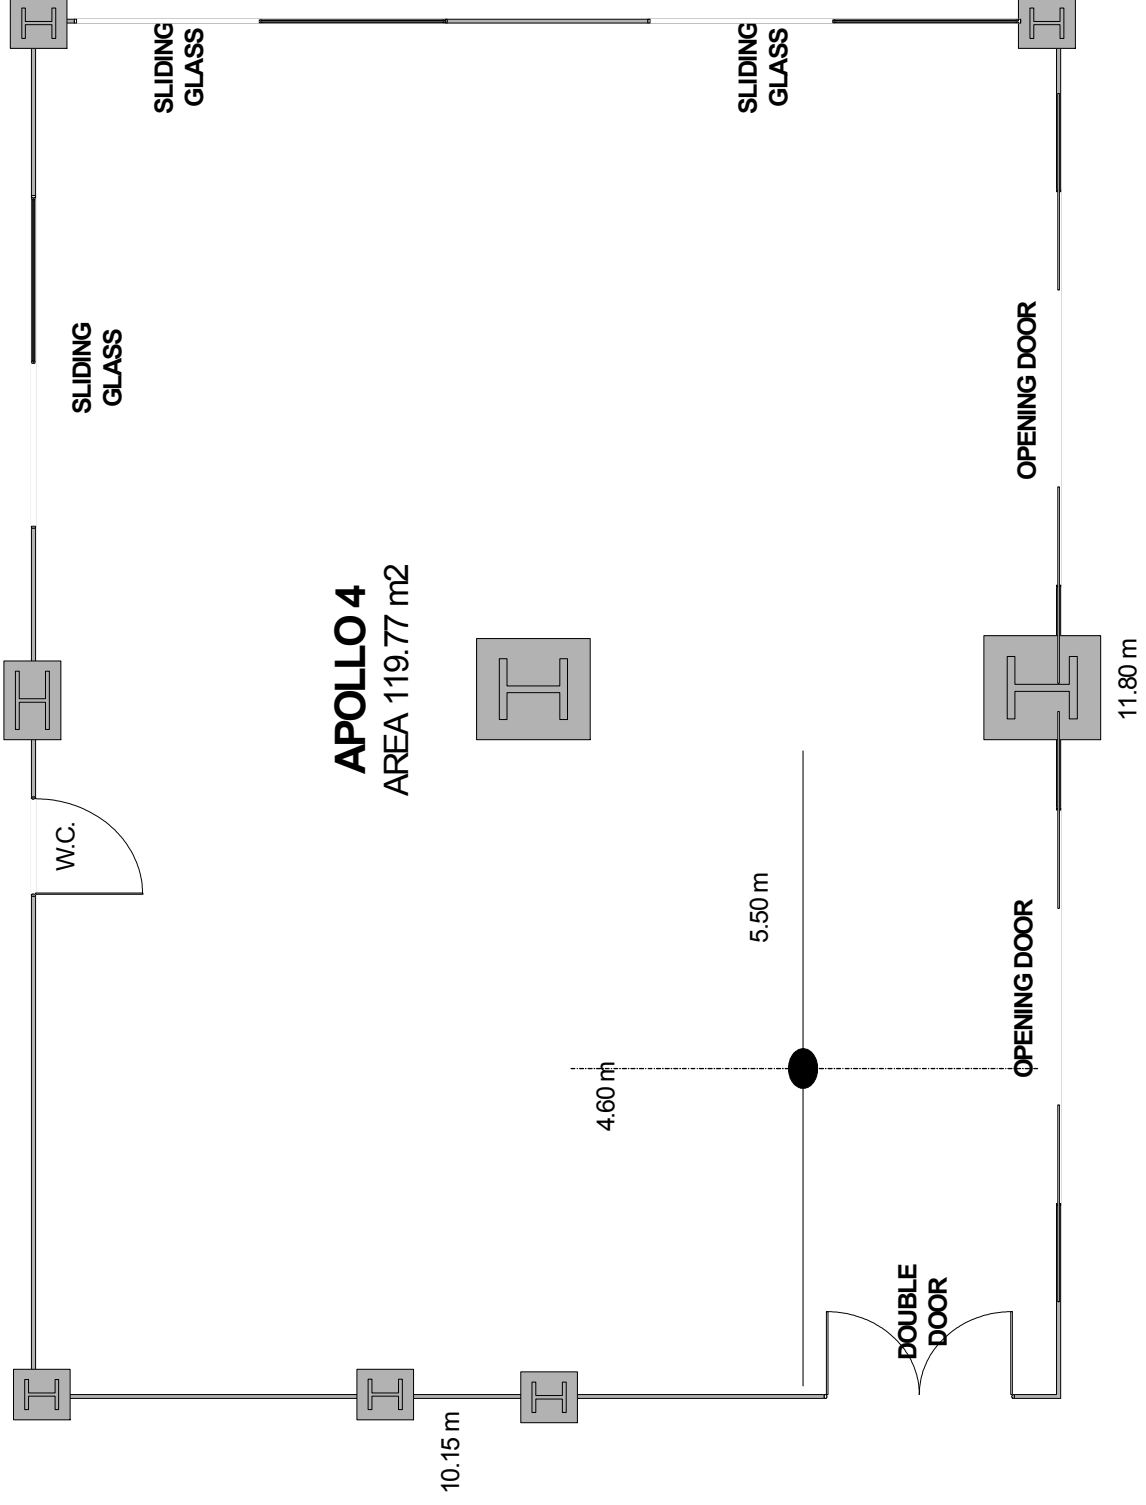 SLIDING
GLASS
SLIDING
GLASS
SLIDING
GLASS
OPENING DOOR
APOLLO 4
AREA 119.77 m2
11.80 m
W.C.
5.50 m
OPENING DOOR
4.60 m
DOUBLE
DOOR
10.15 m